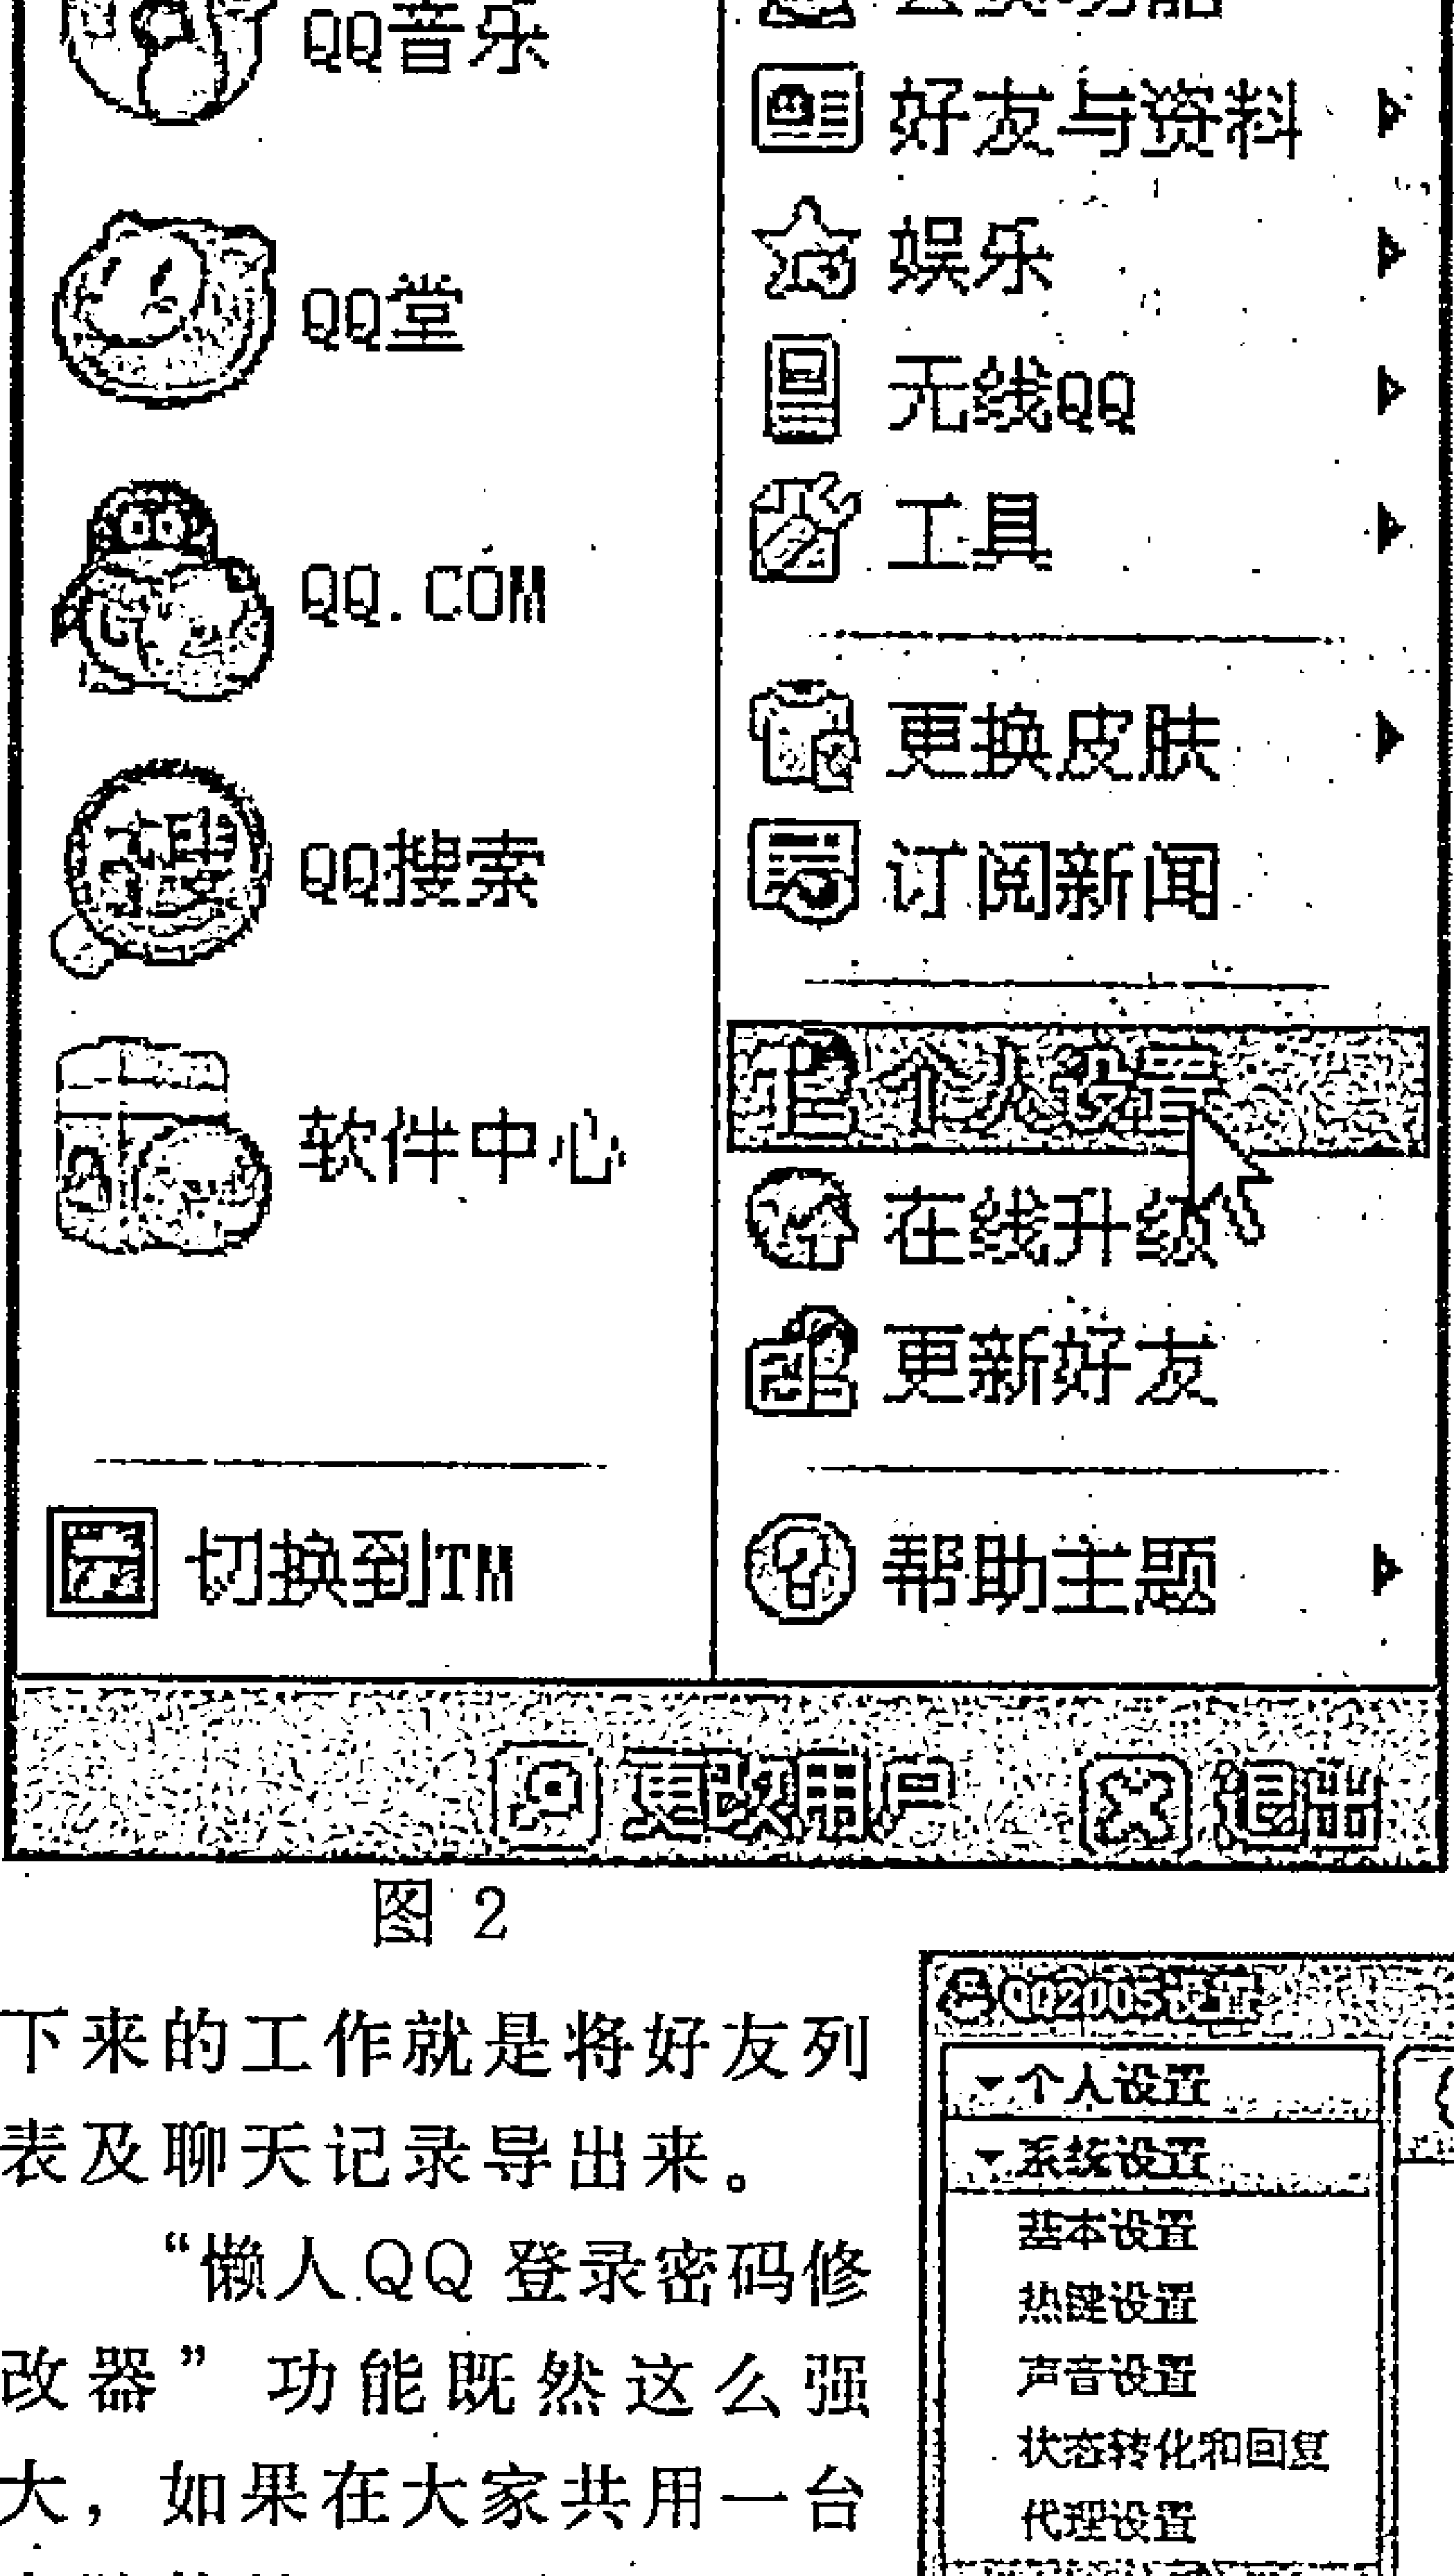 QQ音乐
QQ堂
QQ.COM
QQ搜索
软件中心
切换到TM
好友与资料
娱乐
无线QQ
工具
更换皮肤
订阅新闻
个人设置
在线升级
更新好友
帮助主题
更改用户
退出
图 2
下来的工作就是将好友列
表及聊天记录导出来。
“懒人QQ 登录密码修
改器” 功能既然这么强
大，如果在大家共用一台
QQ2005设置
个人设置
系统设置
基本设置
热键设置
声音设置
状态转化和回复
代理设置